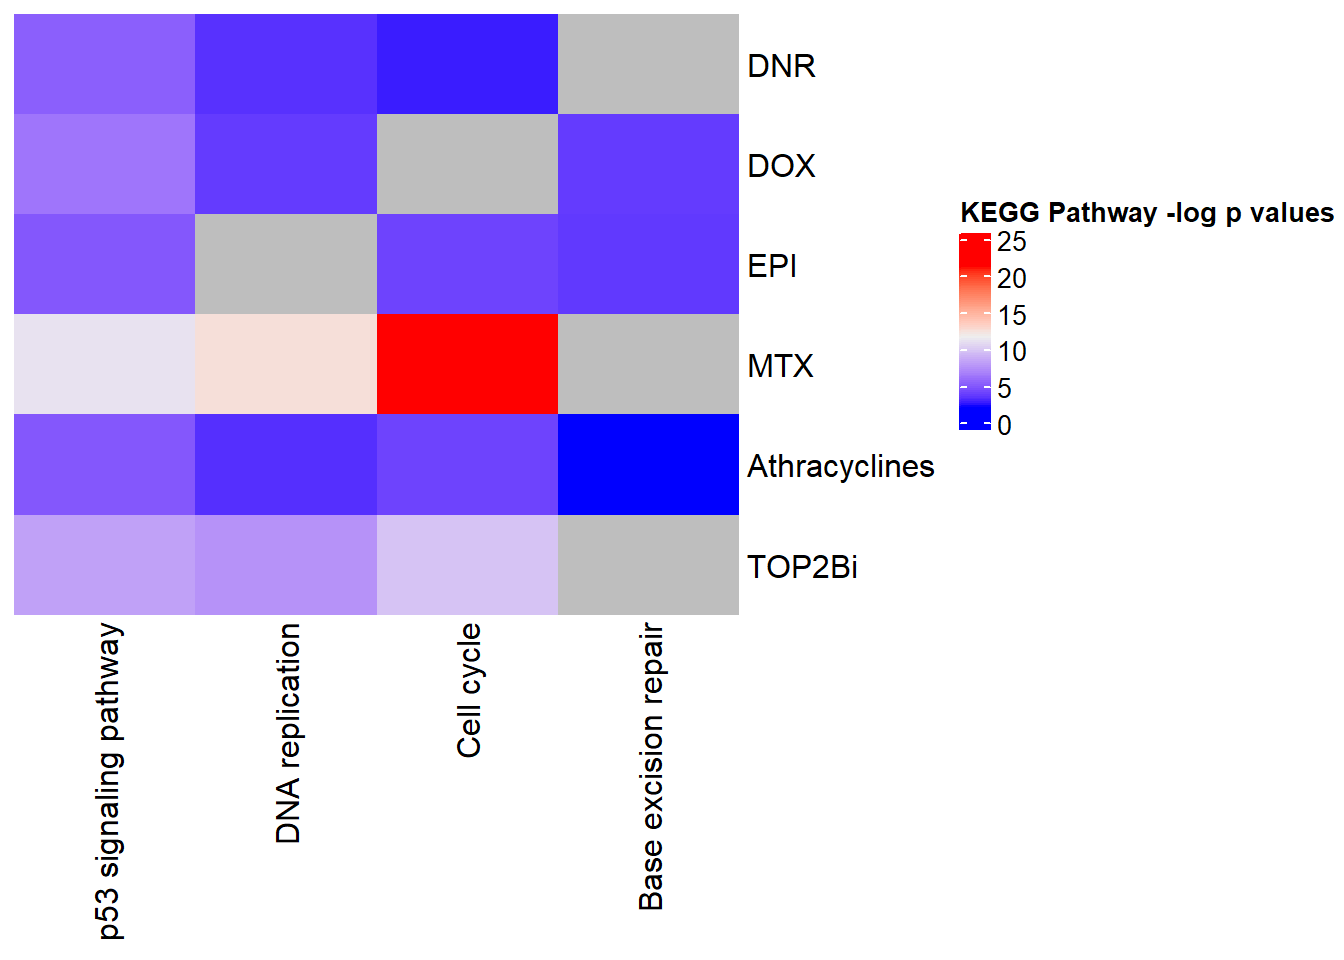 DNR
DOX
EPI
MTX
Athracyclines
TOP2Bi
p53 signaling pathway
DNA replication
Cell cycle
Base excision repair
KEGG Pathway -log p values
25
20
15
10
5
0